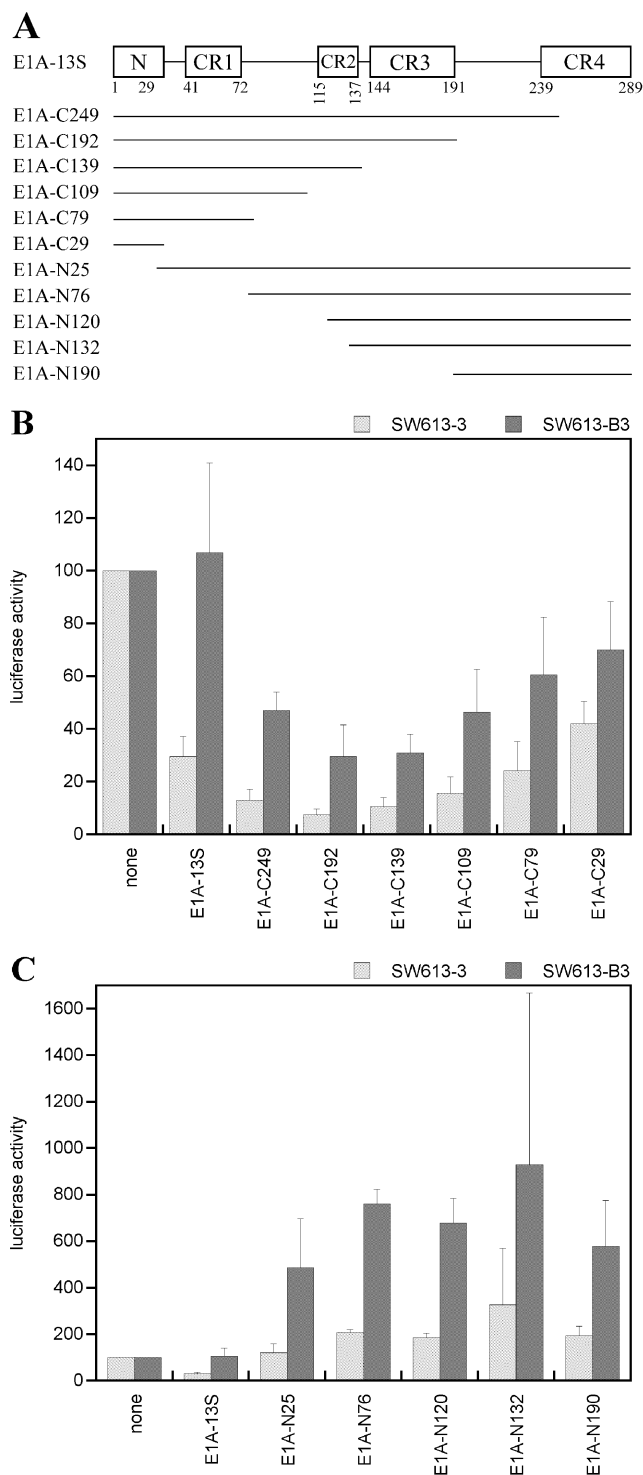 A
E1A-13S N CR1 CR2 CR3 CR4
1 29 41 72 115 137 144 191 239 289
E1A-C249
E1A-C192
E1A-C139
E1A-C109
E1A-C79
E1A-C29
E1A-N25
E1A-N76
E1A-N120
E1A-N132
E1A-N190
B
SW613-3 SW613-B3
luciferase activity
140
120
100
80
60
40
20
0
none E1A-13S E1A-C249 E1A-C192 E1A-C139 E1A-C109 E1A-C79 E1A-C29
C
SW613-3 SW613-B3
luciferase activity
1600
1400
1200
1000
800
600
400
200
0
none E1A-13S E1A-N25 E1A-N76 E1A-N120 E1A-N132 E1A-N190